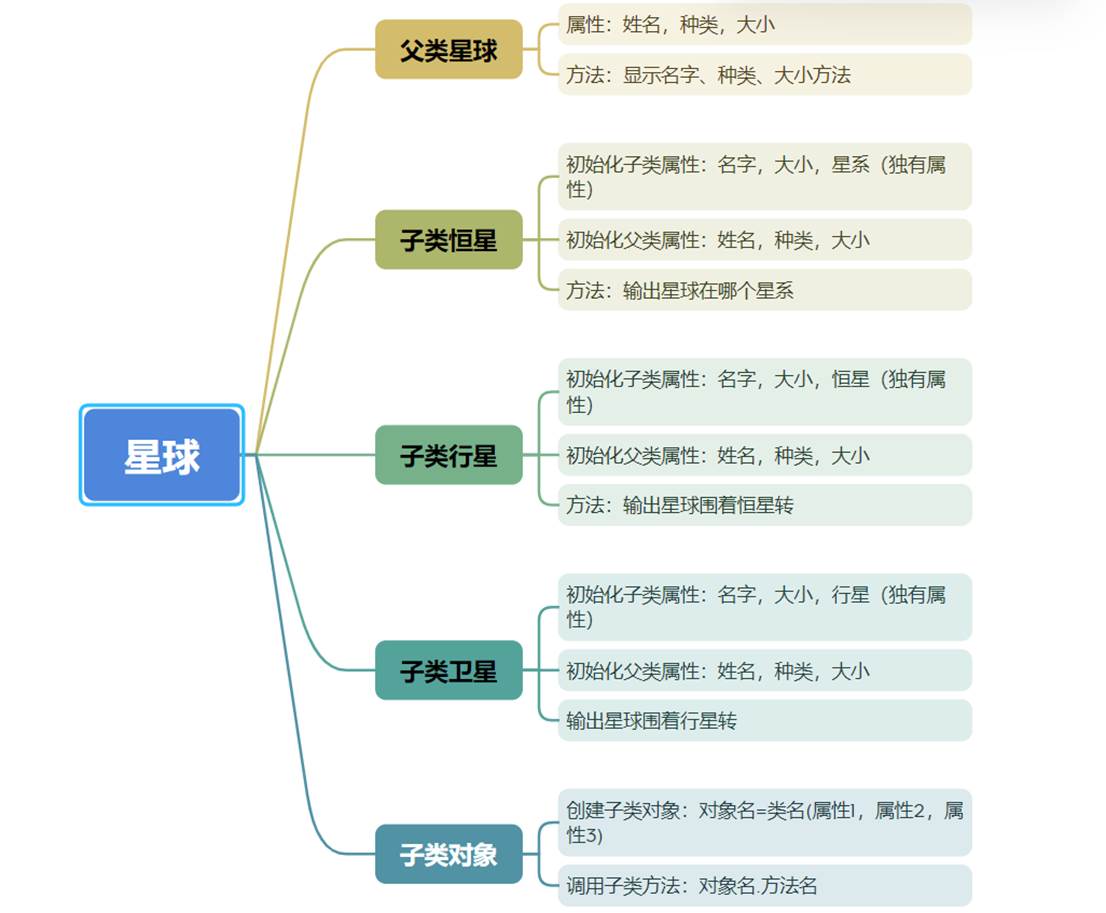 父类星球
属性：姓名，种类，大小
方法：显示名字、种类、大小方法
子类恒星
初始化子类属性：名字，大小，星系（独有属
性）
初始化父类属性：姓名，种类，大小
方法：输出星球在哪个星系
星球
子类行星
初始化子类属性：名字，大小，恒星（独有属
性）
初始化父类属性：姓名，种类，大小
方法：输出星球围着恒星转
子类卫星
初始化子类属性：名字，大小，行星（独有属
性）
初始化父类属性：姓名，种类，大小
输出星球围着行星转
子类对象
创建子类对象：对象名=类名(属性1，属性2，属
性3)
调用子类方法：对象名.方法名